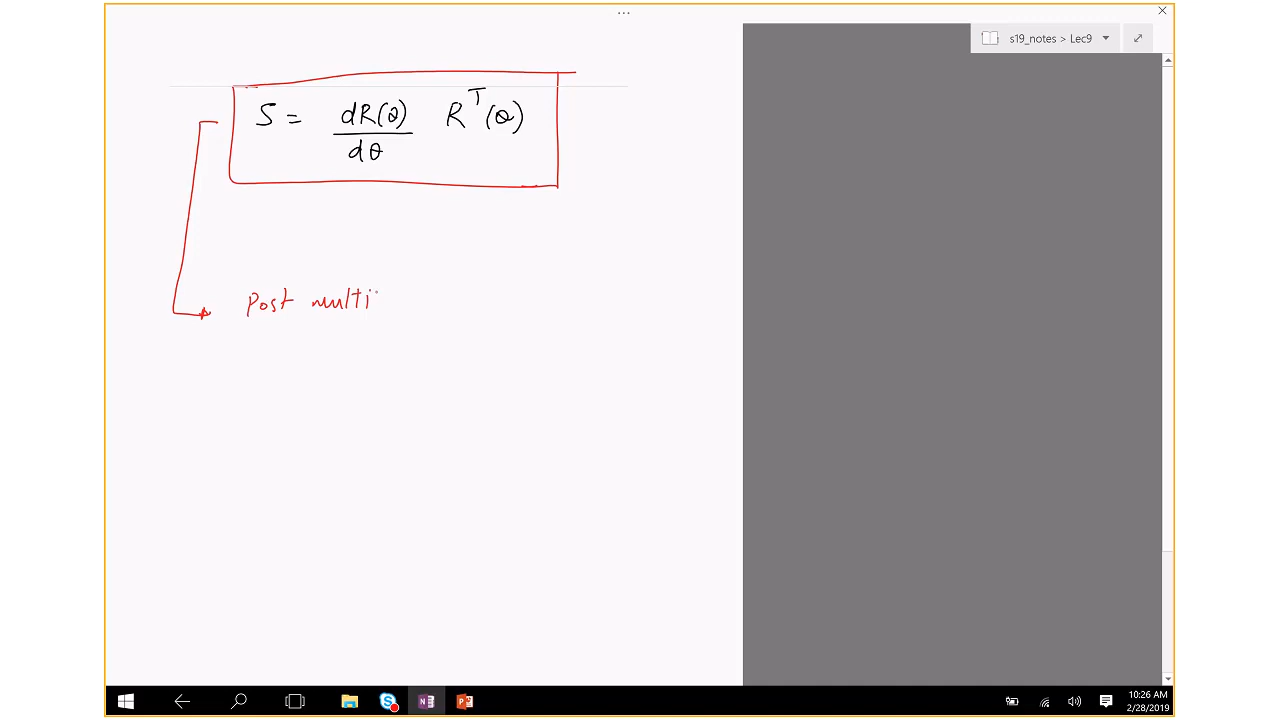 ...
s19_notes > Lec9
S = dR(θ)/dθ R^T(θ)
Post multi
10:26 AM
2/28/2019